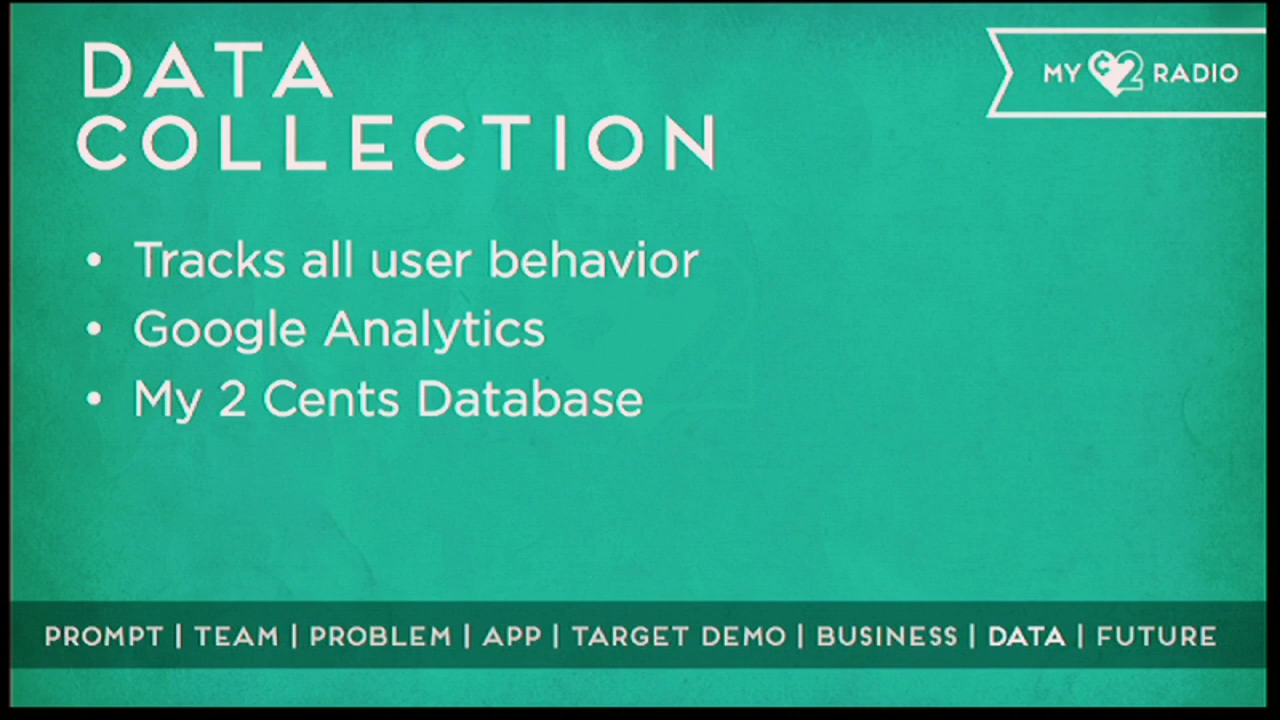 DATA
COLLECTION
MY ¢2 RADIO
• Tracks all user behavior
• Google Analytics
• My 2 Cents Database
PROMPT | TEAM | PROBLEM | APP | TARGET DEMO | BUSINESS | DATA | FUTURE